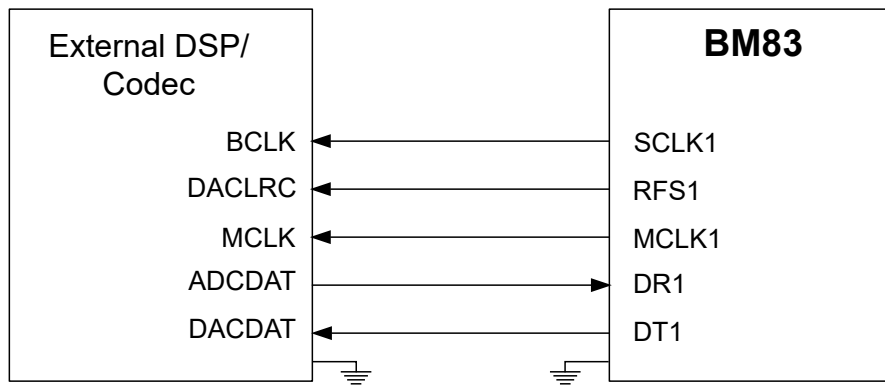 External DSP/
Codec
BCLK
DACLRC
MCLK
ADCDAT
DACDAT
BM83
SCLK1
RFS1
MCLK1
DR1
DT1